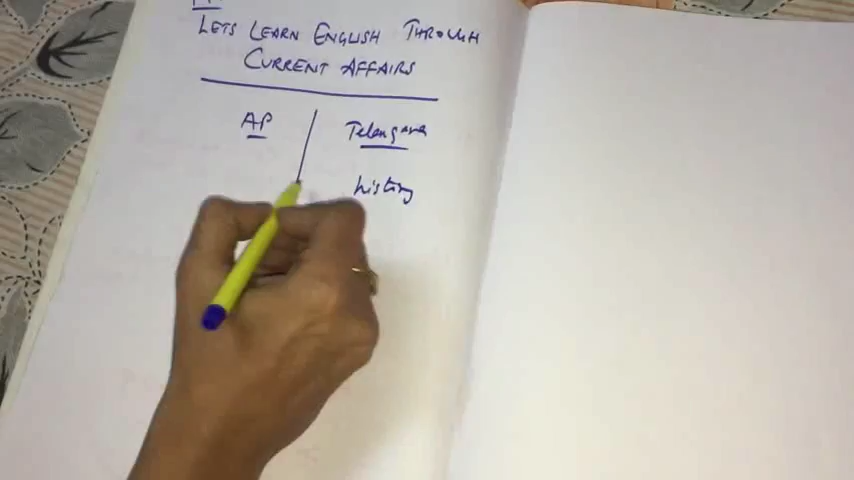 LETS LEARN ENGLISH THROUGH
CURRENT AFFAIRS
AP Telangana
history